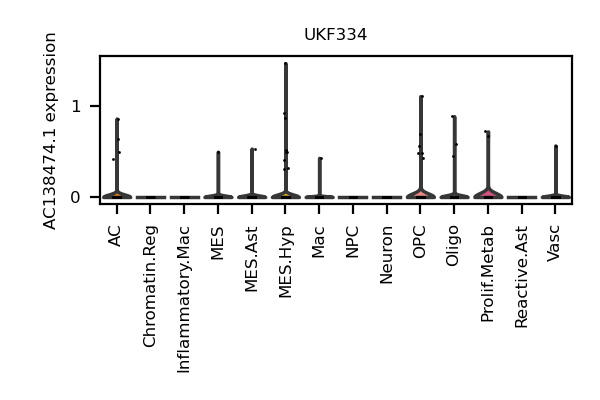 UKF334
AC138474.1 expression
1
0
AC
Chromatin.Reg
Inflammatory.Mac
MES
MES.Ast
MES.Hyp
Mac
NPC
Neuron
OPC
Oligo
Prolif.Metab
Reactive.Ast
Vasc